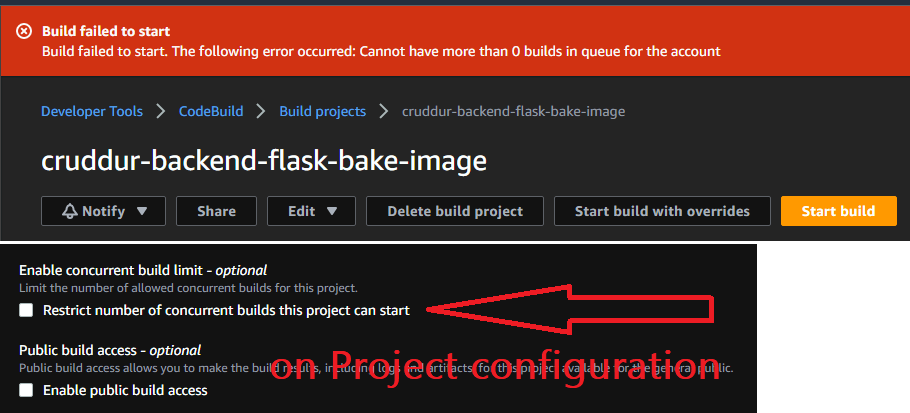 Build failed to start
Build failed to start. The following error occurred: Cannot have more than 0 builds in queue for the account
Developer Tools > CodeBuild > Build projects > cruddur-backend-flask-bake-image
cruddur-backend-flask-bake-image
Notify Share Edit Delete build project Start build with overrides Start build
Enable concurrent build limit - optional
Limit the number of allowed concurrent builds for this project.
Restrict number of concurrent builds this project can start
Public build access - optional
on Project configuration
Public build access allows you to make the build results, including logs and artifacts, for this project available for the general public.
Enable public build access